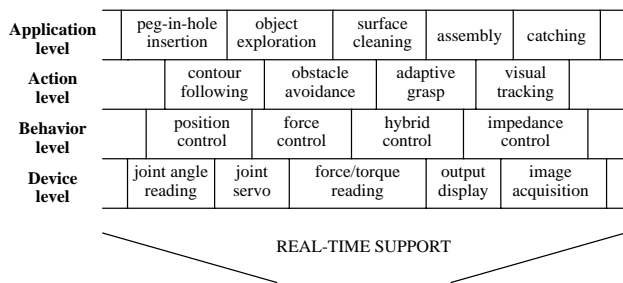 Application level
peg-in-hole insertion
object exploration
surface cleaning
assembly
catching
Action level
contour following
obstacle avoidance
adaptive grasp
visual tracking
Behavior level
position control
force control
hybrid control
impedance control
Device level
joint angle reading
joint servo
force/torque reading
output display
image acquisition
REAL-TIME SUPPORT